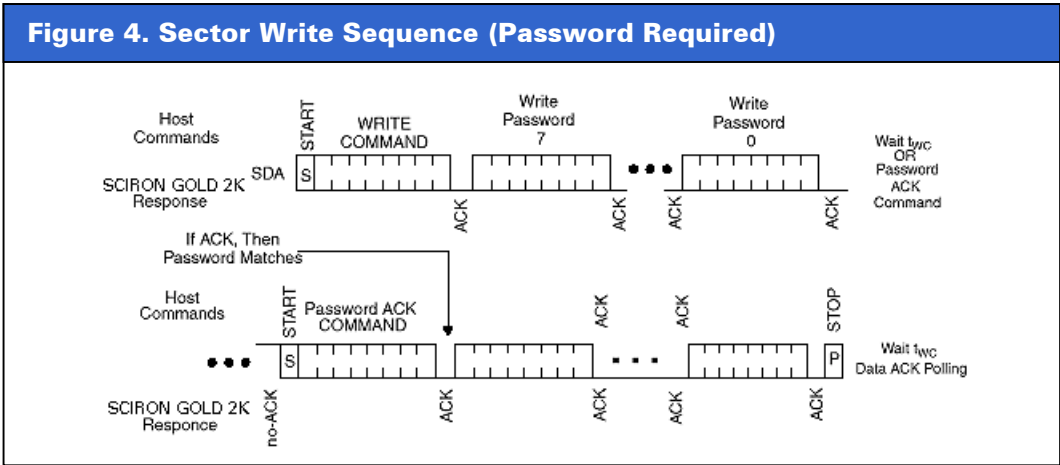 Figure 4. Sector Write Sequence (Password Required)
Host
Commands
START
WRITE
COMMAND
Write
Password
7
Write
Password
0
Wait tWC
OR
Password
ACK
Command
SDA
S
SCIRON GOLD 2K
Response
ACK
ACK
ACK
ACK
If ACK, Then
Password Matches
Host
Commands
START
Password ACK
COMMAND
ACK
ACK
STOP
S
P
Wait tWC
Data ACK Polling
SCIRON GOLD 2K
Responce
no-ACK
ACK
ACK
ACK
ACK